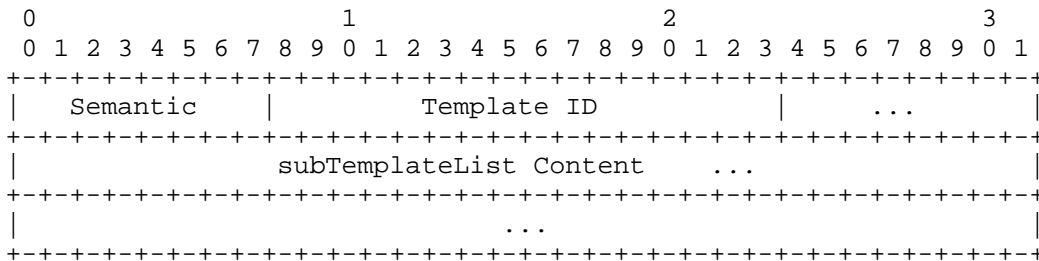 0                   1                   2                   3
 0 1 2 3 4 5 6 7 8 9 0 1 2 3 4 5 6 7 8 9 0 1 2 3 4 5 6 7 8 9 0 1
+-+-+-+-+-+-+-+-+-+-+-+-+-+-+-+-+-+-+-+-+-+-+-+-+-+-+-+-+-+-+-+-+
|   Semantic    |         Template ID           |     ...       |
+-+-+-+-+-+-+-+-+-+-+-+-+-+-+-+-+-+-+-+-+-+-+-+-+-+-+-+-+-+-+-+-+
|                subTemplateList Content    ...                 |
+-+-+-+-+-+-+-+-+-+-+-+-+-+-+-+-+-+-+-+-+-+-+-+-+-+-+-+-+-+-+-+-+
|                              ...                              |
+-+-+-+-+-+-+-+-+-+-+-+-+-+-+-+-+-+-+-+-+-+-+-+-+-+-+-+-+-+-+-+-+